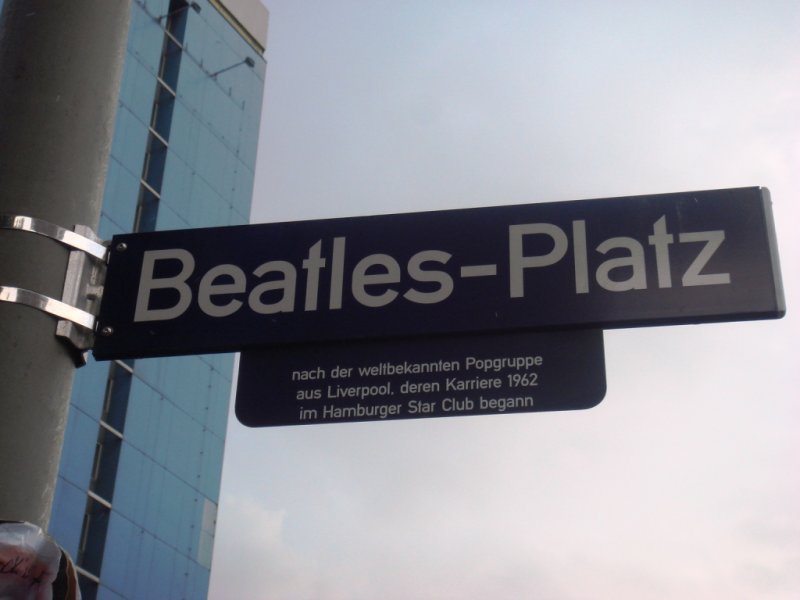 Beatles-Platz
nach der weltbekannten Popgruppe
aus Liverpool, deren Karriere 1962
im Hamburger Star Club begann